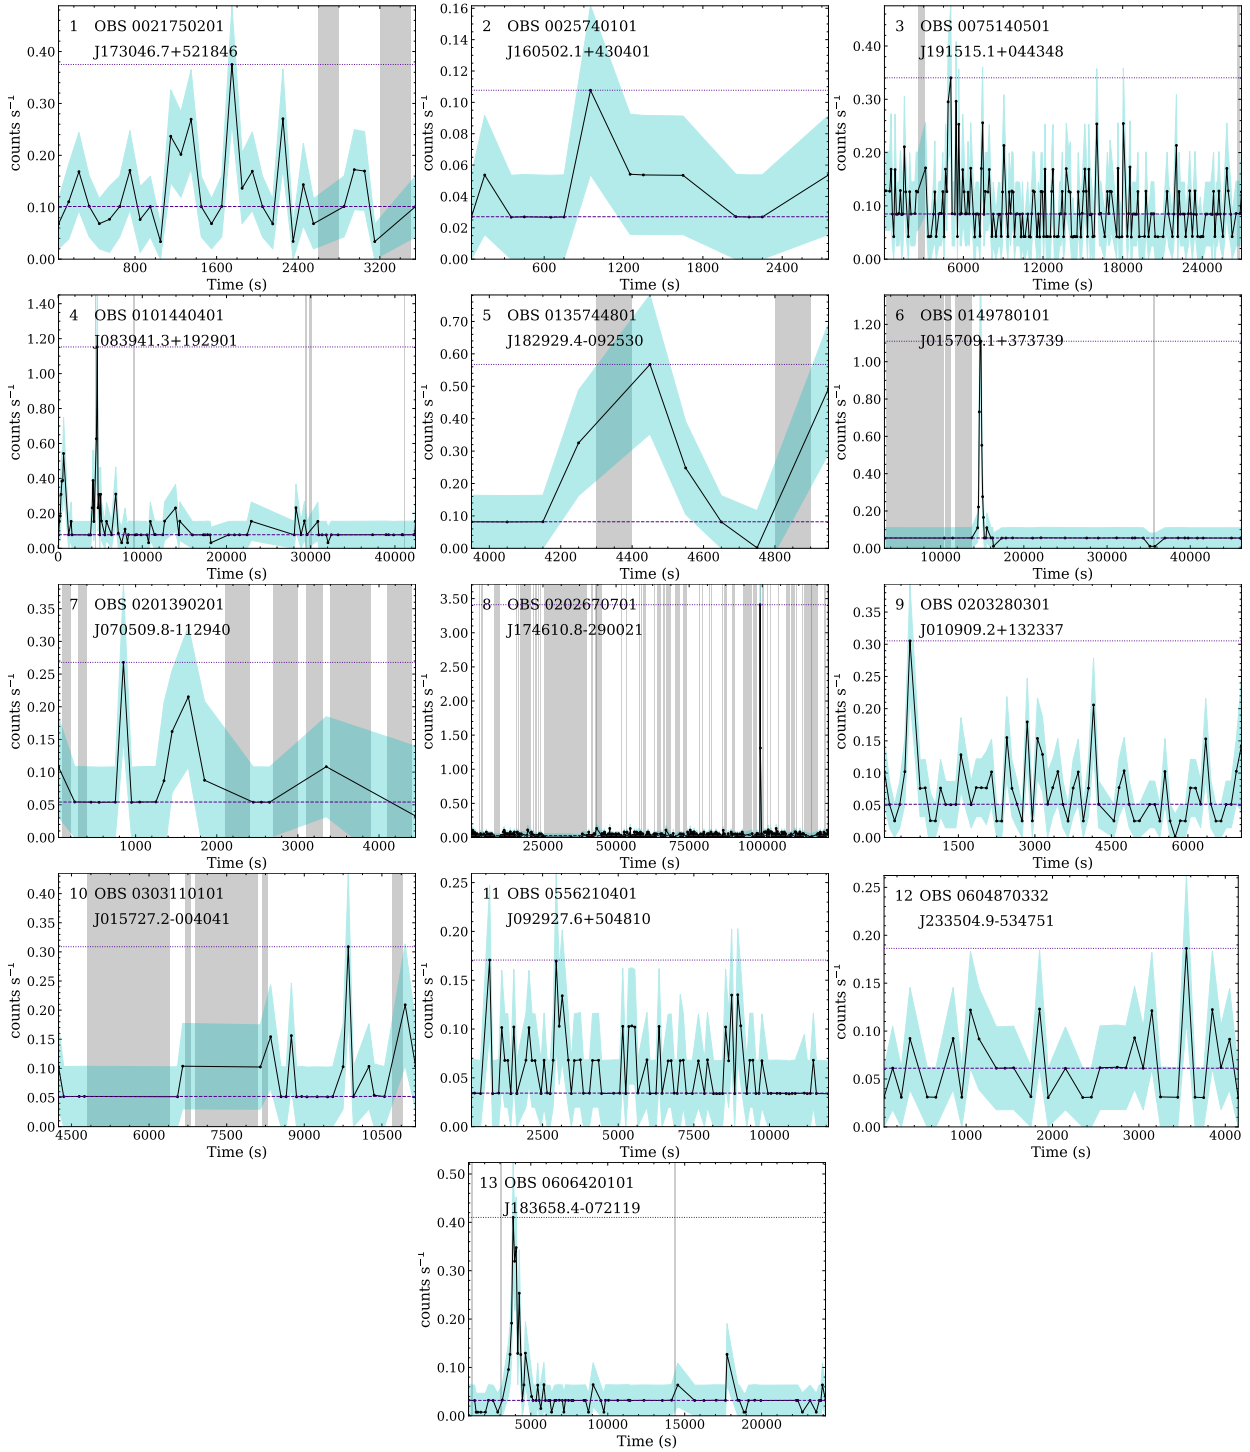 1 OBS 0021750201
J173046.7+521846
counts s⁻¹
0.40
0.30
0.20
0.10
0.00
800 1600 2400 3200
Time (s)
2 OBS 0025740101
J160502.1+430401
counts s⁻¹
0.16
0.14
0.12
0.10
0.08
0.06
0.04
0.02
0.00
600 1200 1800 2400
Time (s)
3 OBS 0075140501
J191515.1+044348
counts s⁻¹
0.40
0.30
0.20
0.10
0.00
6000 12000 18000 24000
Time (s)
4 OBS 0101440401
J083941.3+192901
counts s⁻¹
1.40
1.20
1.00
0.80
0.60
0.40
0.20
0.00
0 10000 20000 30000 40000
Time (s)
5 OBS 0135744801
J182929.4-092530
counts s⁻¹
0.70
0.60
0.50
0.40
0.30
0.20
0.10
0.00
4000 4200 4400 4600 4800
Time (s)
6 OBS 0149780101
J015709.1+373739
counts s⁻¹
1.20
1.00
0.80
0.60
0.40
0.20
0.00
10000 20000 30000 40000
Time (s)
7 OBS 0201390201
J070509.8-112940
counts s⁻¹
0.35
0.30
0.25
0.20
0.15
0.10
0.05
0.00
1000 2000 3000 4000
Time (s)
8 OBS 0202670701
J174610.8-290021
counts s⁻¹
3.50
3.00
2.50
2.00
1.50
1.00
0.50
0.00
25000 50000 75000 100000
Time (s)
9 OBS 0203280301
J010909.2+132337
counts s⁻¹
0.35
0.30
0.25
0.20
0.15
0.10
0.05
0.00
1500 3000 4500 6000
Time (s)
10 OBS 0303110101
J015727.2-004041
counts s⁻¹
0.40
0.35
0.30
0.25
0.20
0.15
0.10
0.05
0.00
4500 6000 7500 9000 10500
Time (s)
11 OBS 0556210401
J092927.6+504810
counts s⁻¹
0.25
0.20
0.15
0.10
0.05
0.00
2500 5000 7500 10000
Time (s)
12 OBS 0604870332
J233504.9-534751
counts s⁻¹
0.25
0.20
0.15
0.10
0.05
0.00
1000 2000 3000 4000
Time (s)
13 OBS 0606420101
J183658.4-072119
counts s⁻¹
0.50
0.40
0.30
0.20
0.10
0.00
5000 10000 15000 20000
Time (s)